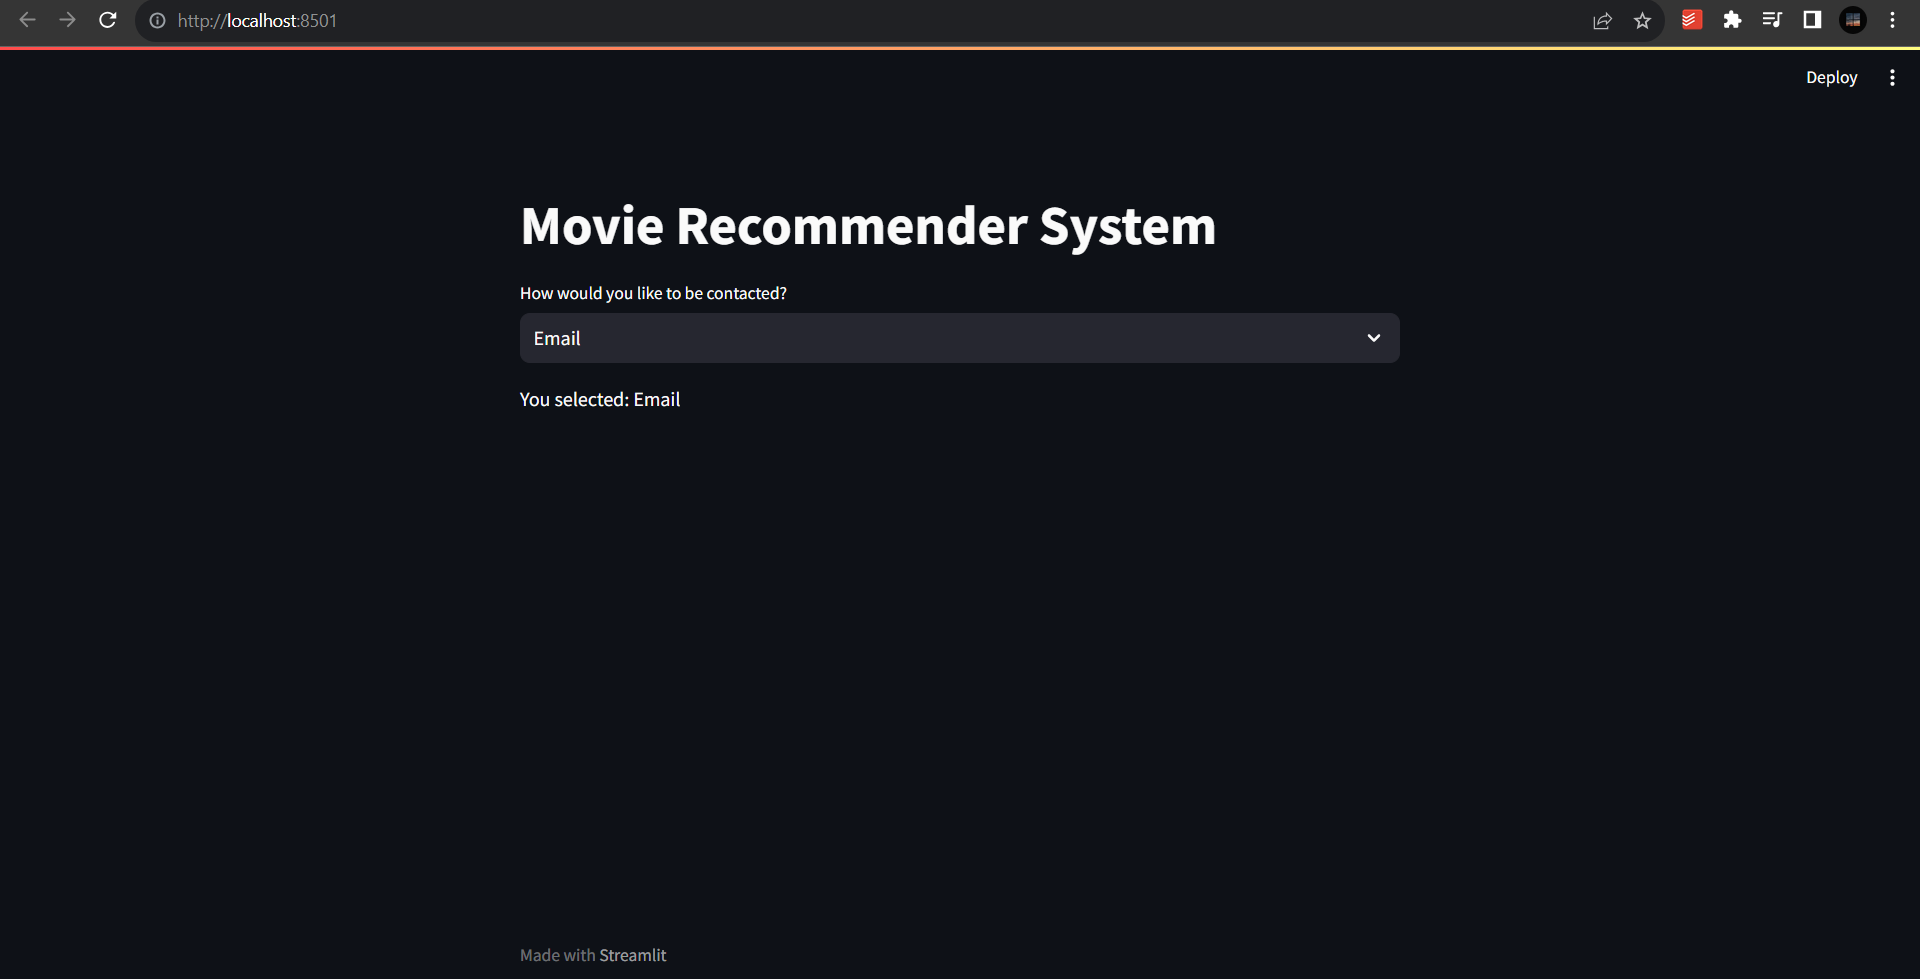 http://localhost:8501
Deploy
Movie Recommender System
How would you like to be contacted?
Email
You selected: Email
Made with Streamlit